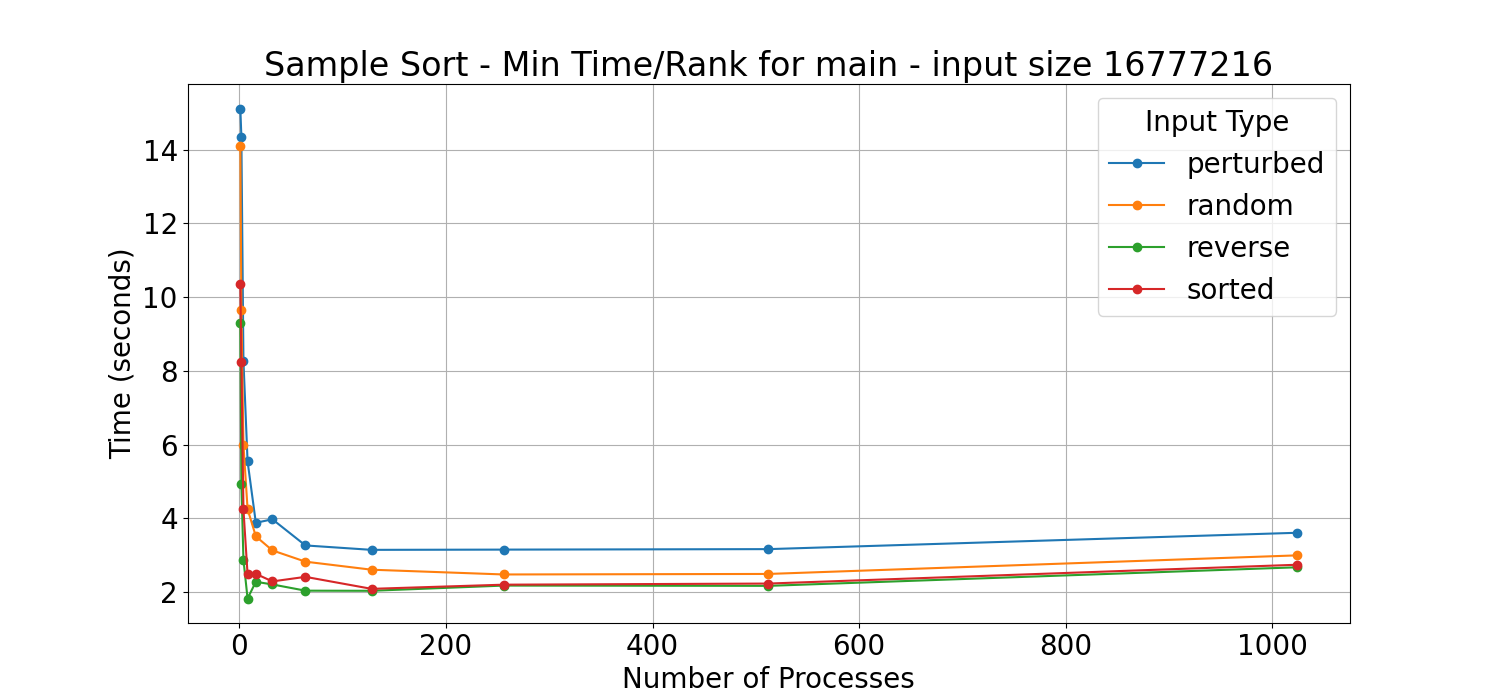 Sample Sort - Min Time/Rank for main - input size 16777216
Time (seconds)
14
12
10
8
6
4
2
Input Type
perturbed
random
reverse
sorted
0 200 400 600 800 1000
Number of Processes